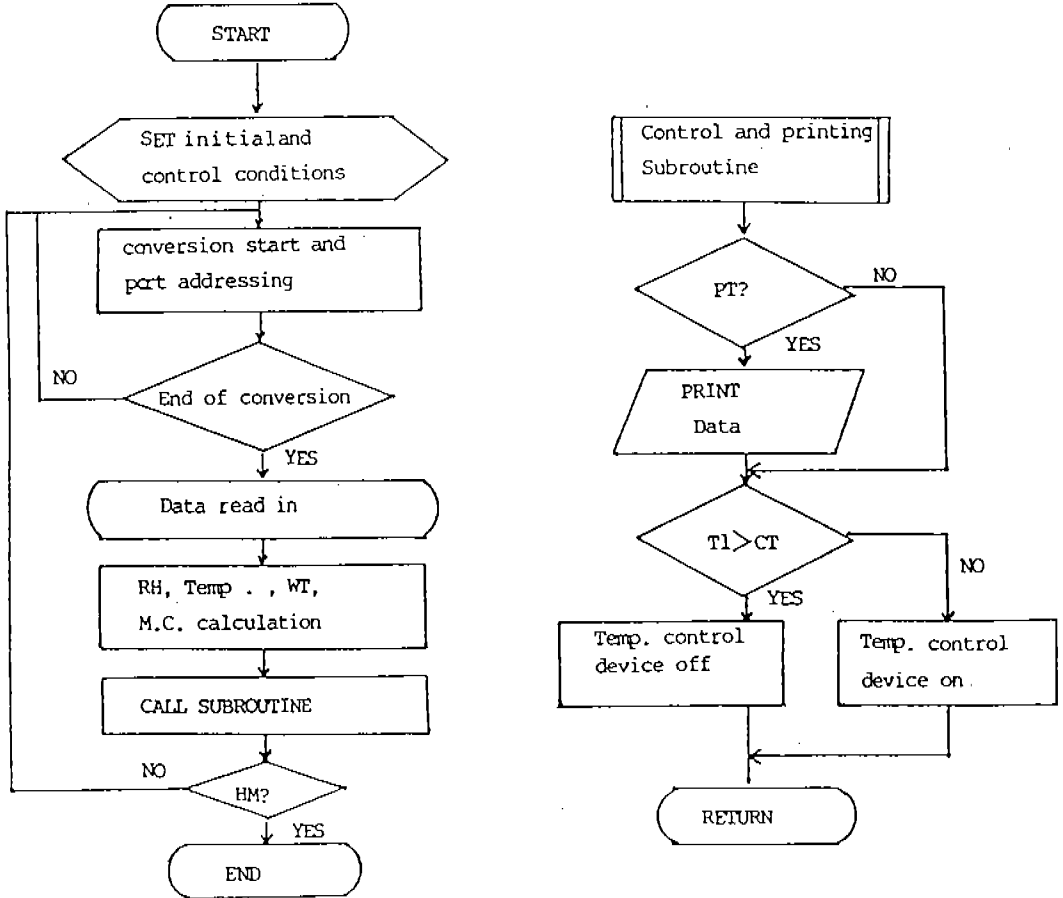 START
SET initial and
control conditions
conversion start and
port addressing
NO
End of conversion
YES
Data read in
RH, Temp . , WT,
M.C. calculation
CALL SUBROUTINE
NO
HM?
YES
END
Control and printing
Subroutine
PT?
NO
YES
PRINT
Data
T1>CT
NO
YES
Temp. control
device off
Temp. control
device on
RETURN